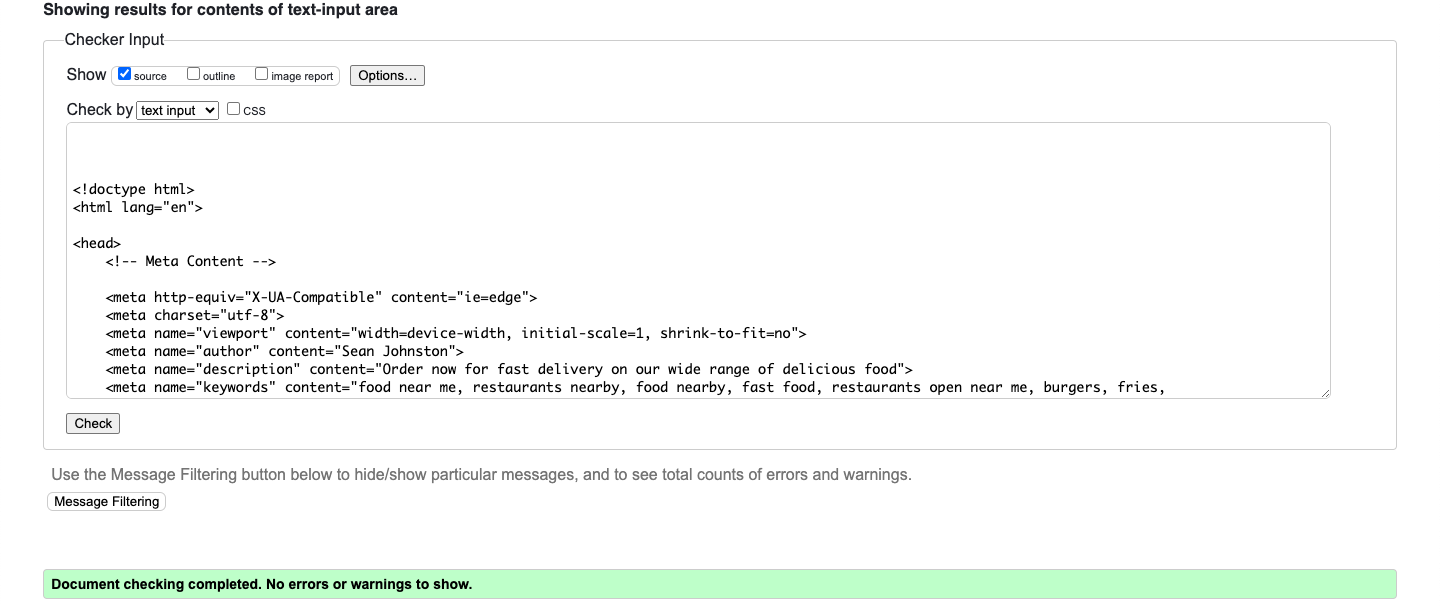 Showing results for contents of text-input area
Checker Input
Show source outline image report Options...
Check by text input CSS
<!doctype html>
<html lang="en">
<head>
<!-- Meta Content -->
<meta http-equiv="X-UA-Compatible" content="ie=edge">
<meta charset="utf-8">
<meta name="viewport" content="width=device-width, initial-scale=1, shrink-to-fit=no">
<meta name="author" content="Sean Johnston">
<meta name="description" content="Order now for fast delivery on our wide range of delicious food">
<meta name="keywords" content="food near me, restaurants nearby, food nearby, fast food, restaurants open near me, burgers, fries,
Check
Use the Message Filtering button below to hide/show particular messages, and to see total counts of errors and warnings.
Message Filtering
Document checking completed. No errors or warnings to show.